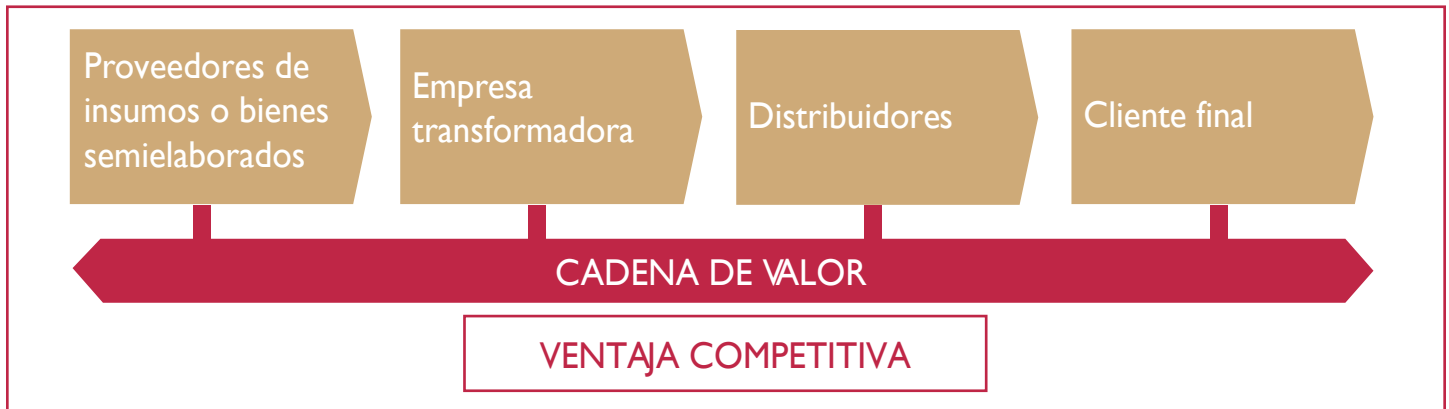 Proveedores de
insumos o bienes
semielaborados
Empresa
transformadora
Distribuidores
Cliente final
CADENA DE VALOR
VENTAJA COMPETITIVA